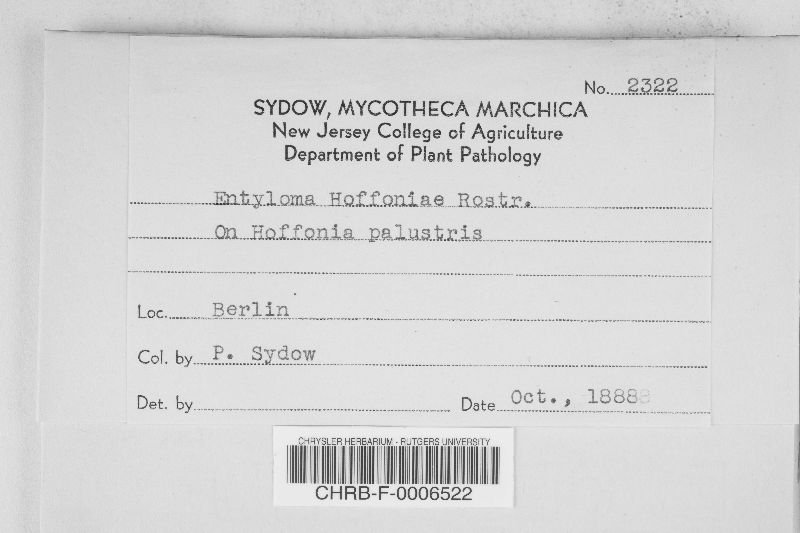 No. 2322
SYDOW, MYCOTHECA MARCHICA
New Jersey College of Agriculture
Department of Plant Pathology
Entyloma Hoffoniae Rostr.
On Hoffonia palustris
Loc. Berlin
Col. by P. Sydow
Det. by Date Oct., 18888
CHRYSLER HERBARIUM - RUTGERS UNIVERSITY
CHRB-F-0006522